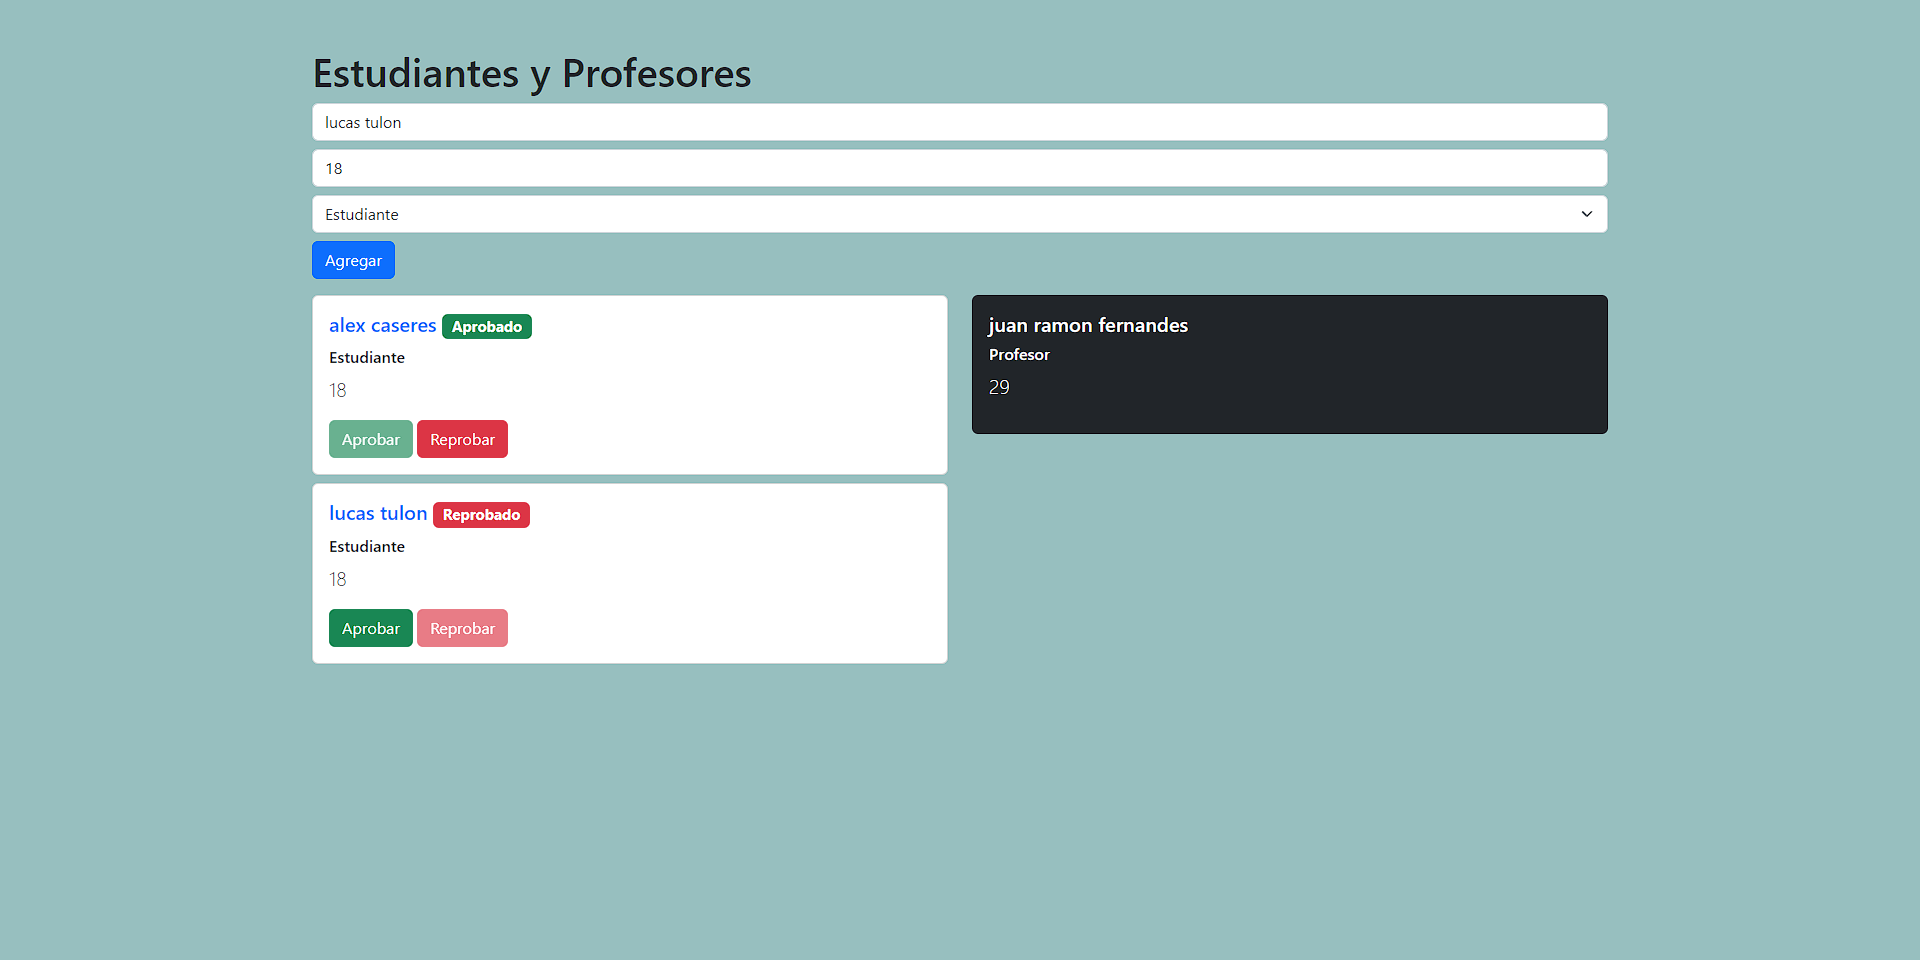 Estudiantes y Profesores
lucas tulon
18
Estudiante
Agregar
alex caseres Aprobado
Estudiante
18
Aprobar Reprobar
lucas tulon Reprobado
Estudiante
18
Aprobar Reprobar
juan ramon fernandes
Profesor
29